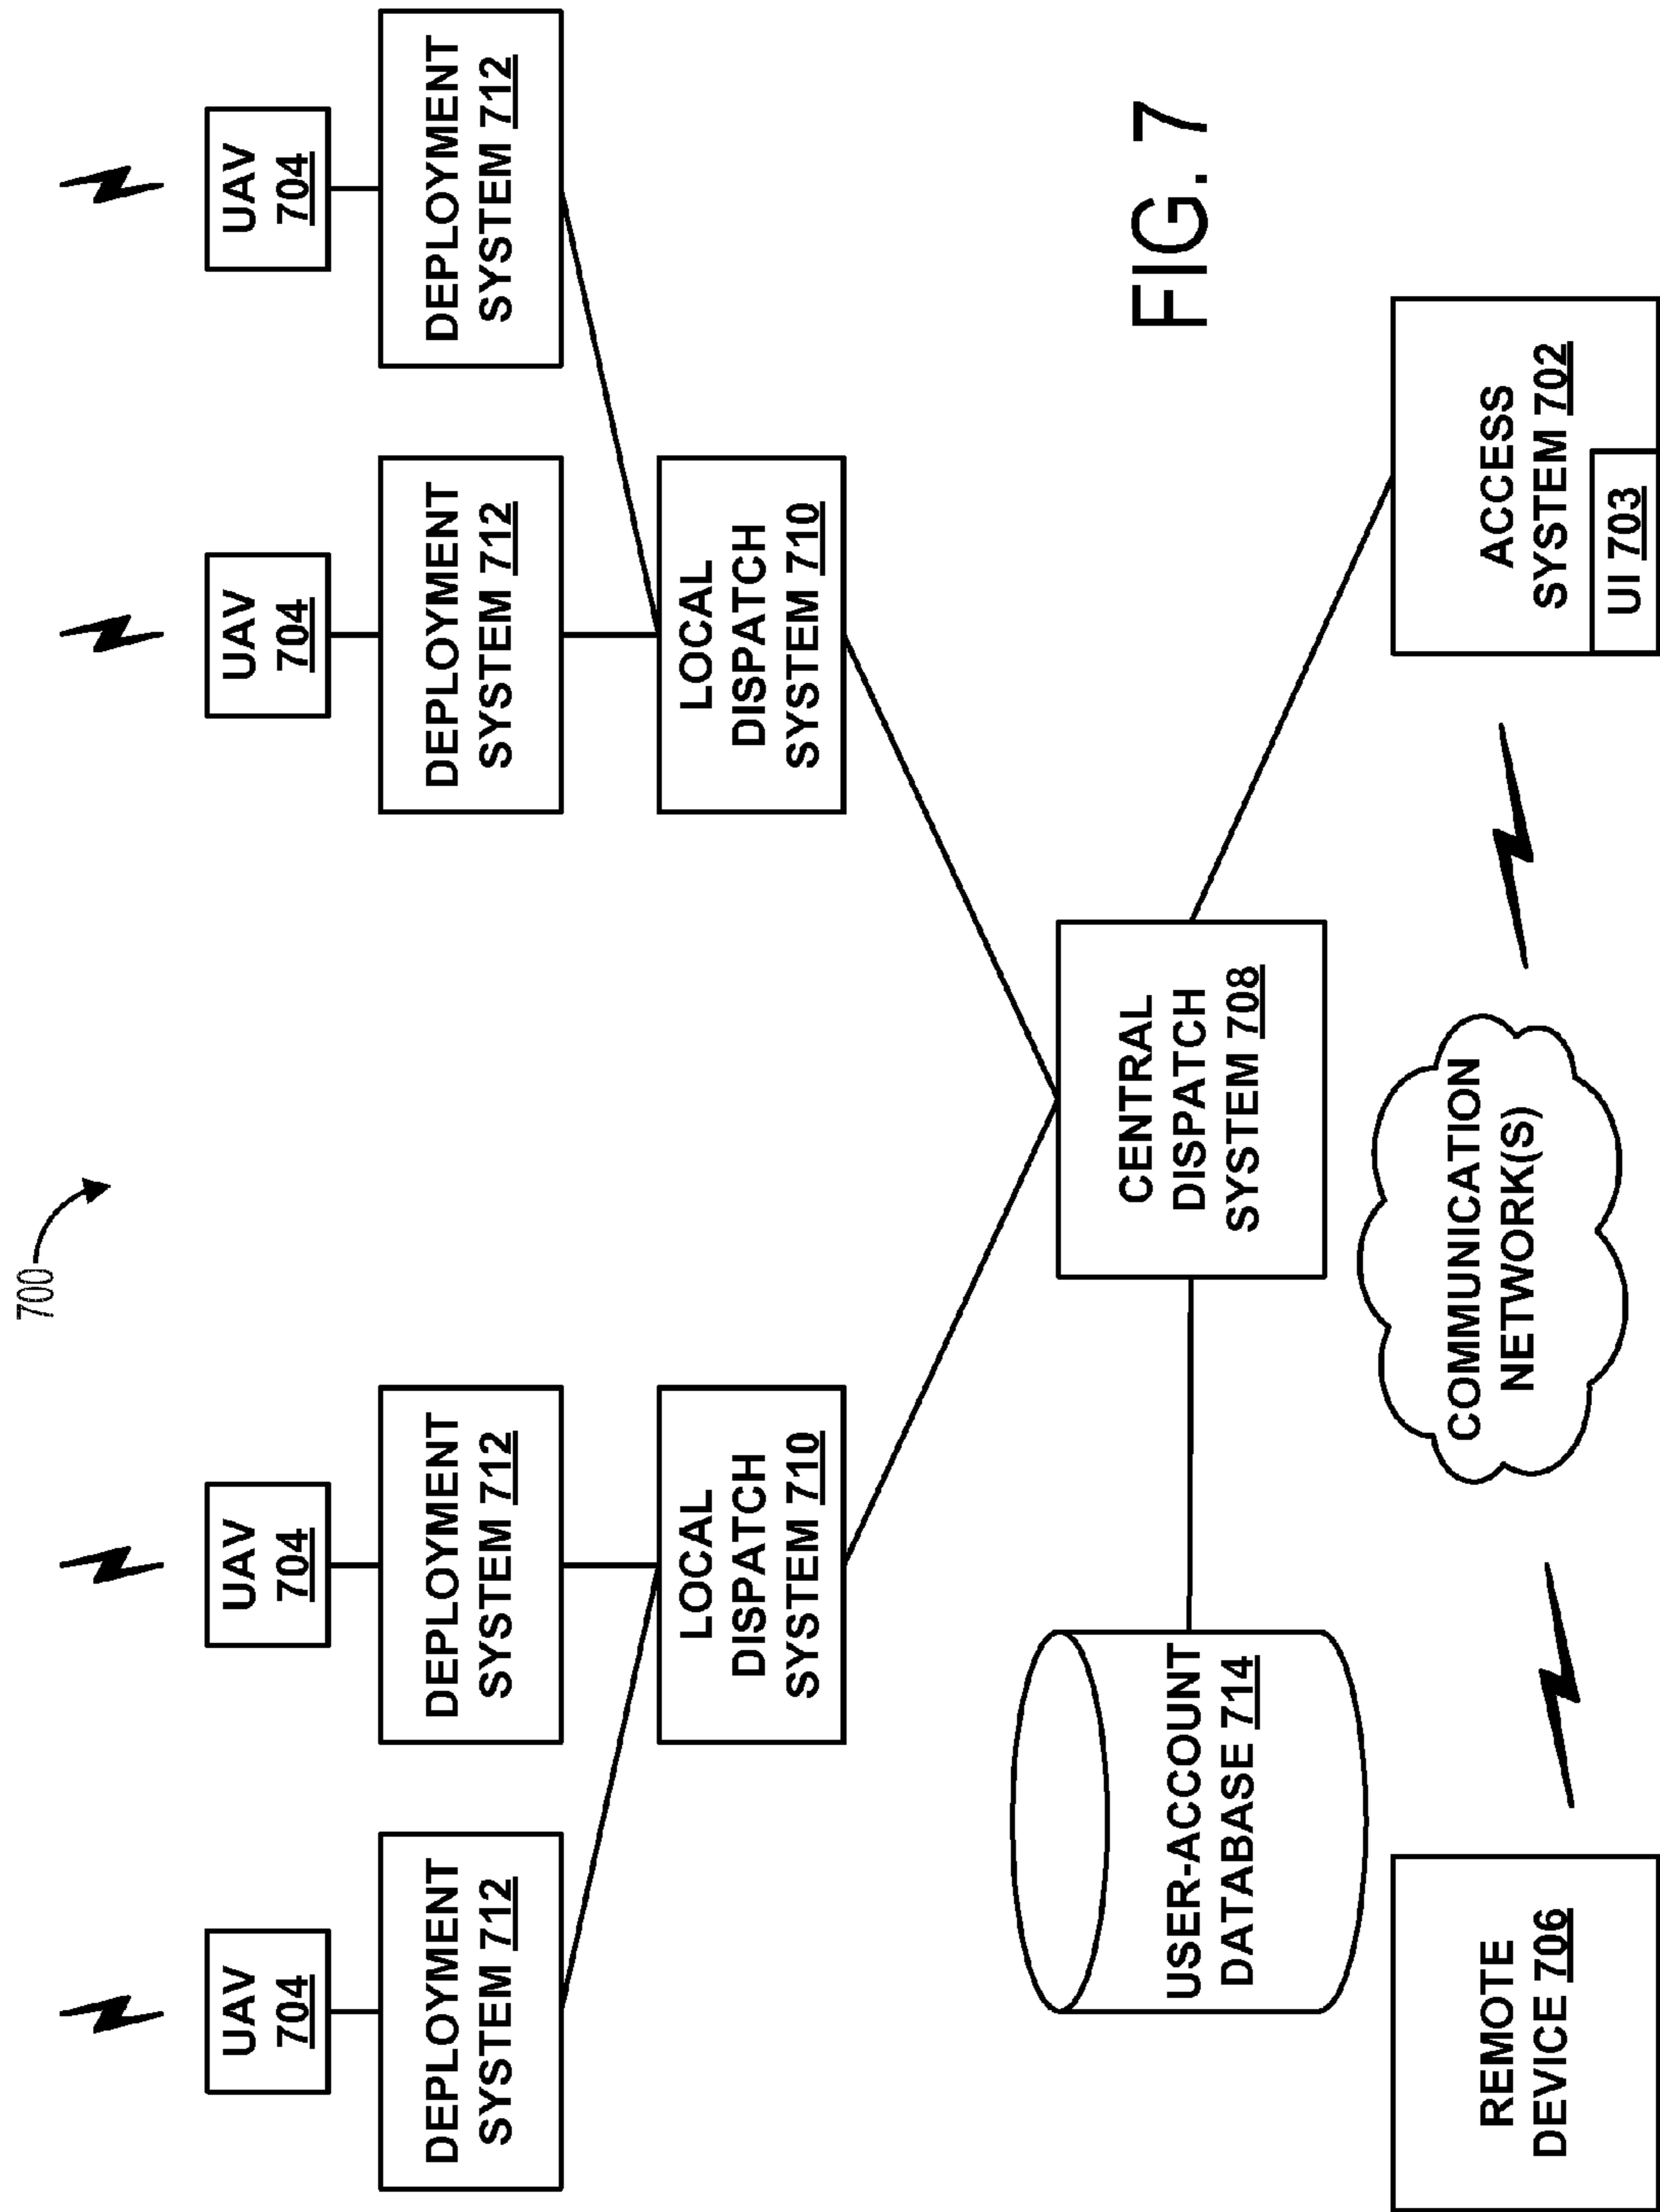 700
UAV
704
UAV
704
UAV
704
UAV
704
DEPLOYMENT
SYSTEM 712
DEPLOYMENT
SYSTEM 712
DEPLOYMENT
SYSTEM 712
DEPLOYMENT
SYSTEM 712
LOCAL
DISPATCH
SYSTEM 710
LOCAL
DISPATCH
SYSTEM 710
USER-ACCOUNT
DATABASE 714
CENTRAL
DISPATCH
SYSTEM 708
FIG. 7
REMOTE
DEVICE 706
COMMUNICATION
NETWORK(S)
ACCESS
SYSTEM 702
UI 703